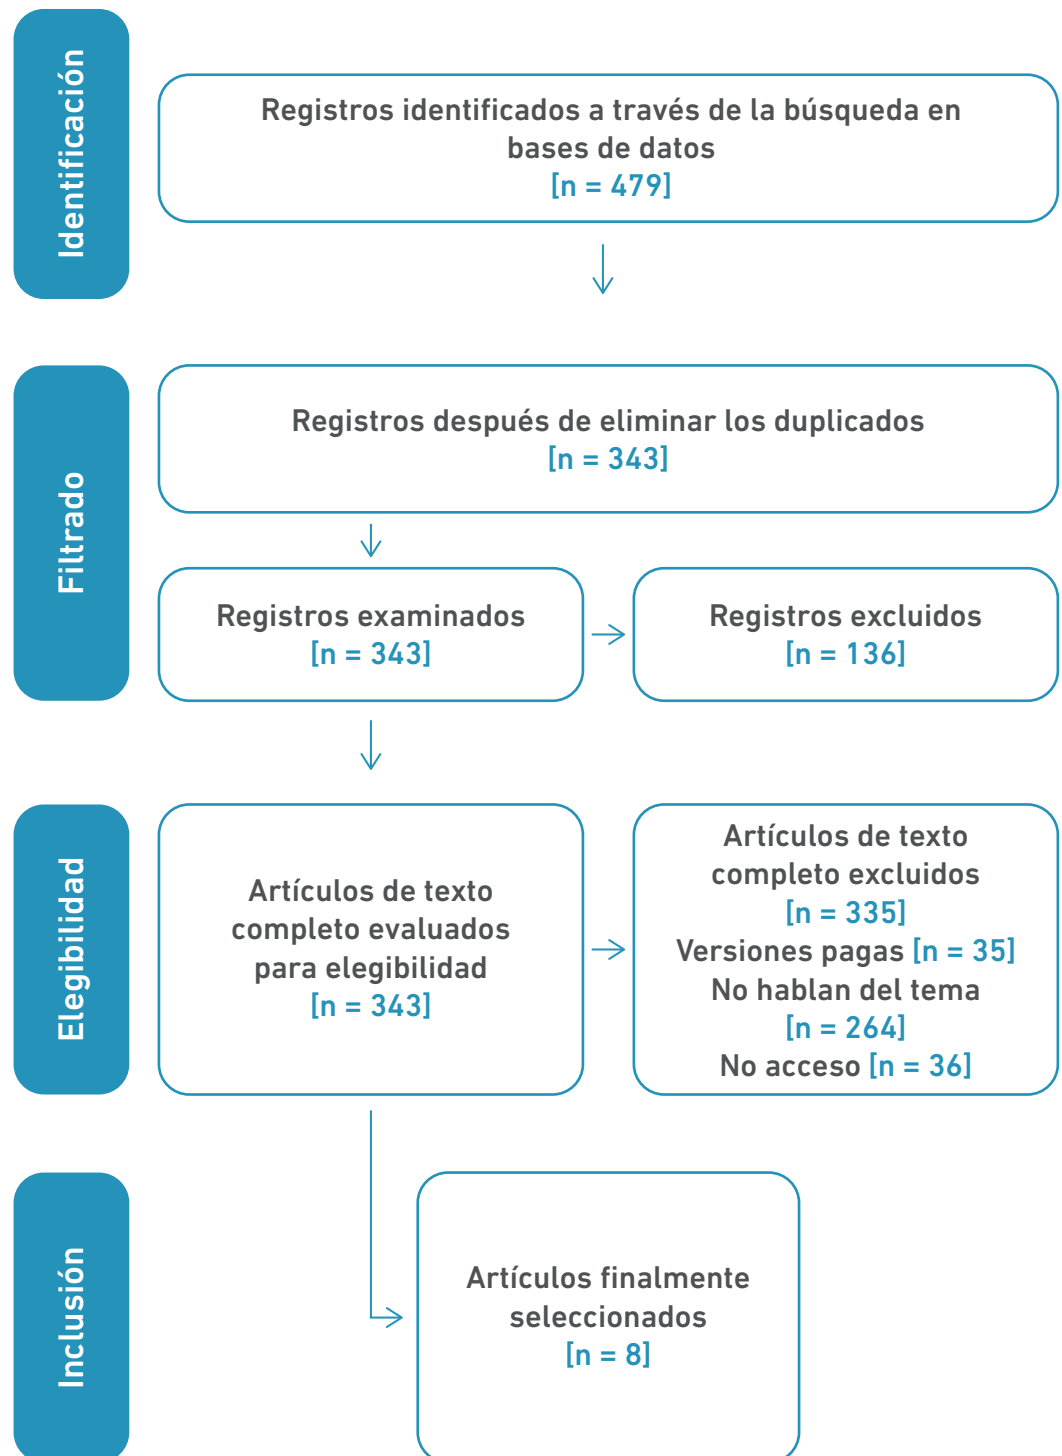 Identificación
Registros identificados a través de la búsqueda en
bases de datos
[n = 479]
Filtrado
Registros después de eliminar los duplicados
[n = 343]
Registros examinados
[n = 343]
Registros excluidos
[n = 136]
Elegibilidad
Artículos de texto
completo evaluados
para elegibilidad
[n = 343]
Artículos de texto
completo excluidos
[n = 335]
Versiones pagas [n = 35]
No hablan del tema
[n = 264]
No acceso [n = 36]
Inclusión
Artículos finalmente
seleccionados
[n = 8]